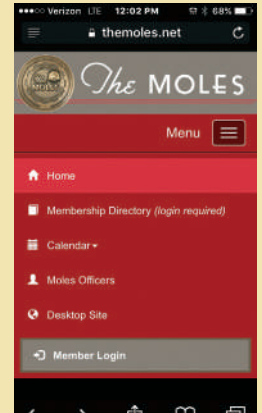 Verizon LTE 12:02 PM 68%
themoles.net
The MOLES
Menu
Home
Membership Directory (login required)
Calendar
Moles Officers
Desktop Site
Member Login